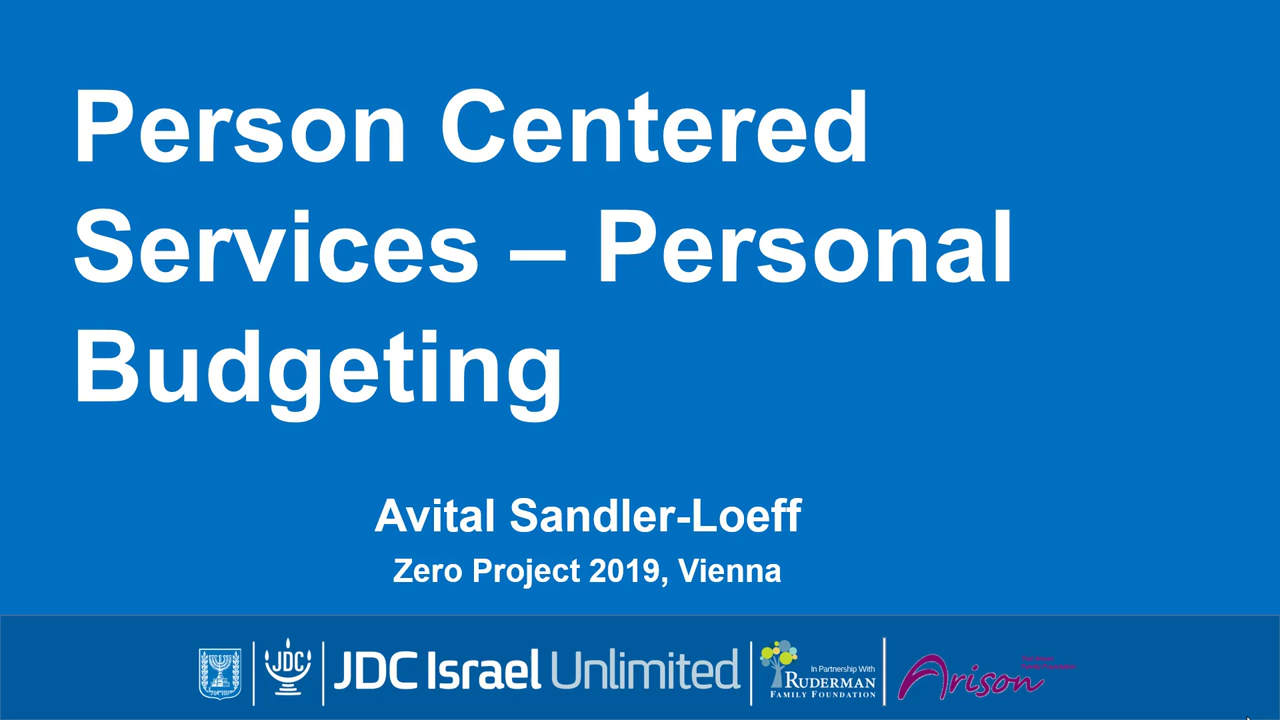 Person Centered
Services – Personal
Budgeting
Avital Sandler-Loeff
Zero Project 2019, Vienna
JDC
JDC Israel Unlimited
In Partnership With
RUDERMAN
FAMILY FOUNDATION
Arison